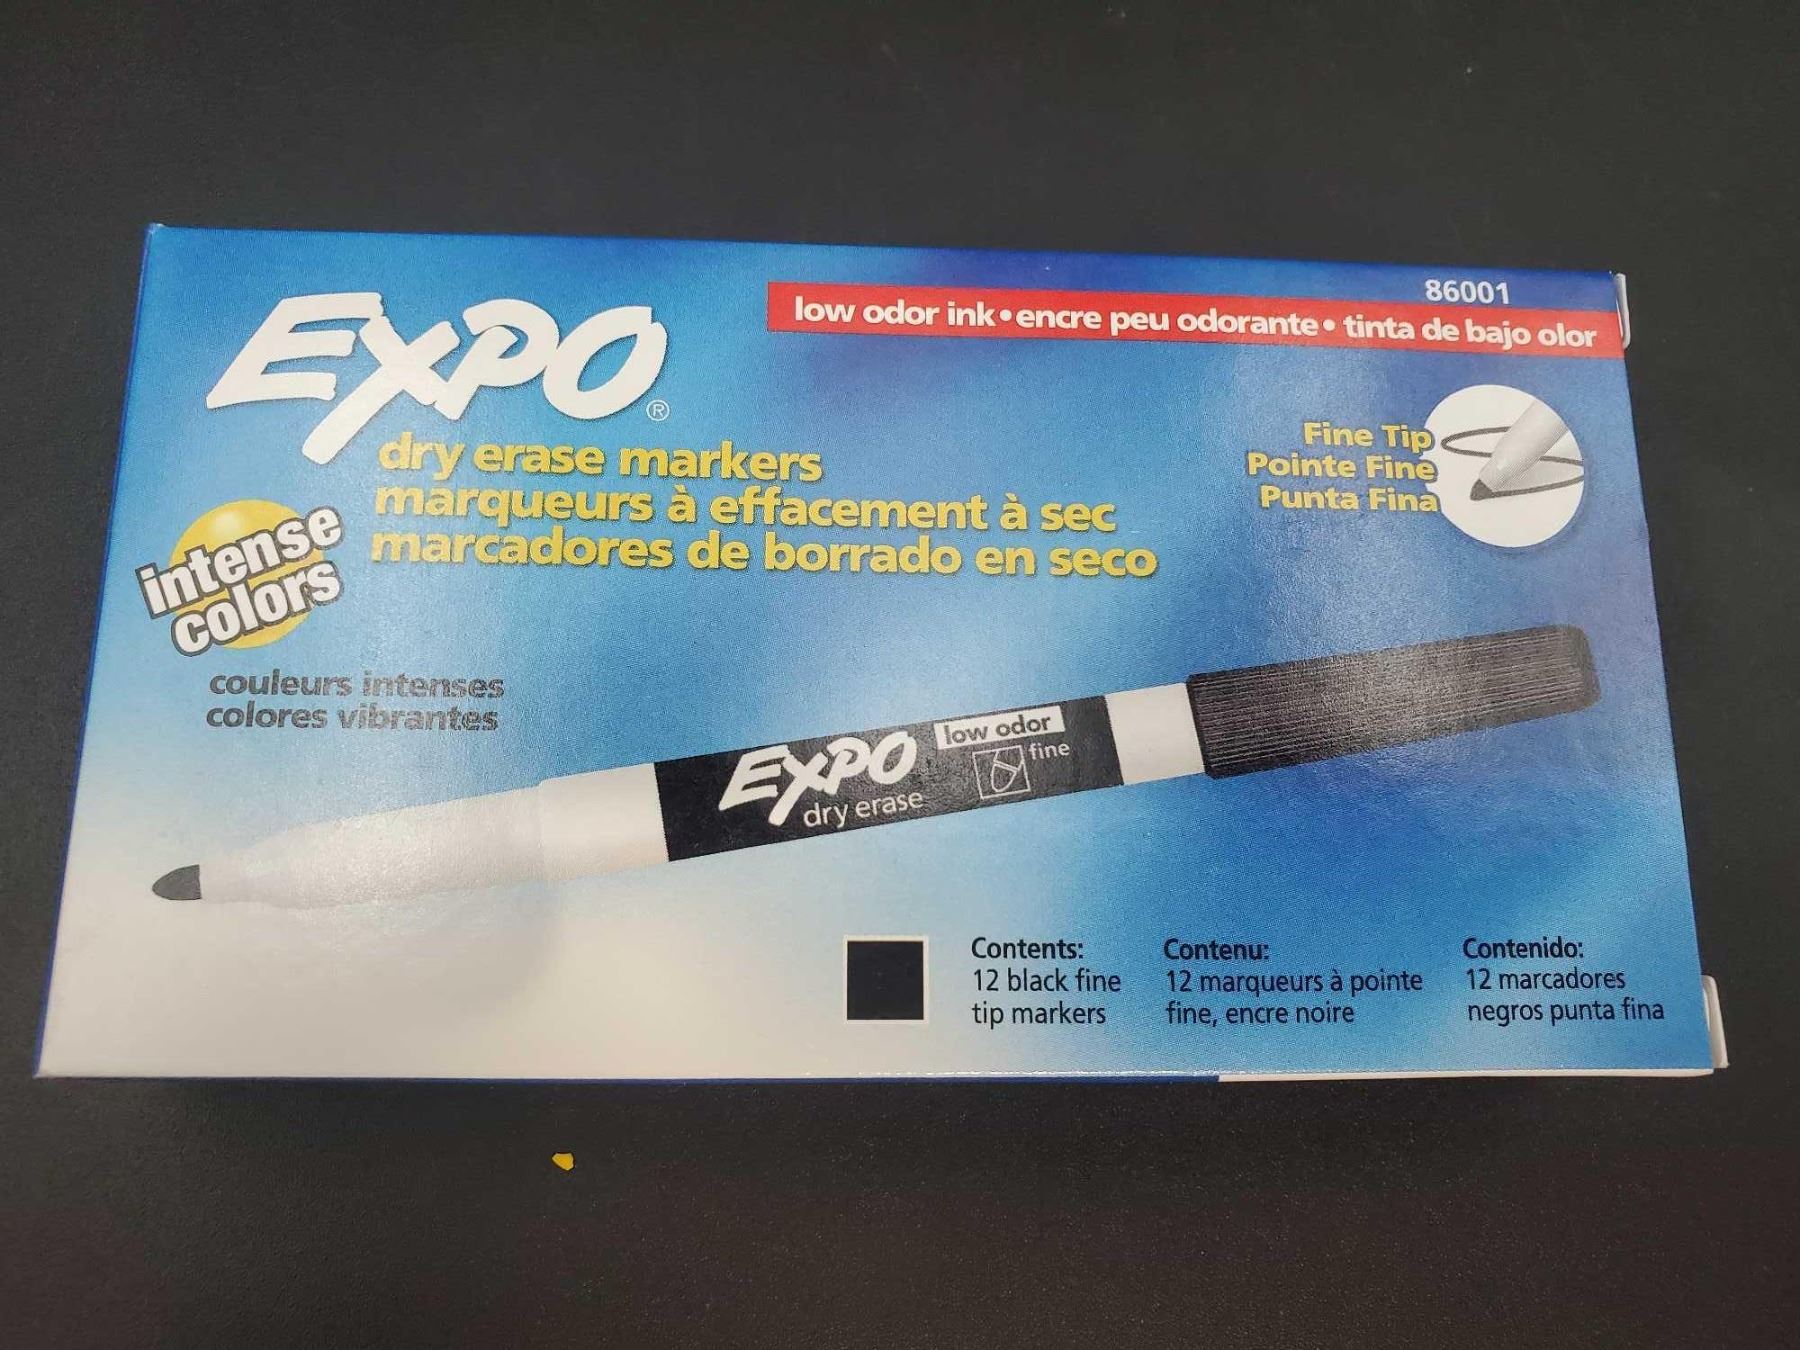 EXPO®
86001
low odor ink • encre peu odorante • tinta de bajo olor
dry erase markers
marqueurs à effacement à sec
marcadores de borrado en seco
Fine Tip
Pointe Fine
Punta Fina
intense
colors
couleurs intenses
colores vibrantes
EXPO
dry erase
low odor
fine
Contents:
12 black fine
tip markers
Contenu:
12 marqueurs à pointe
fine, encre noire
Contenido:
12 marcadores
negros punta fina